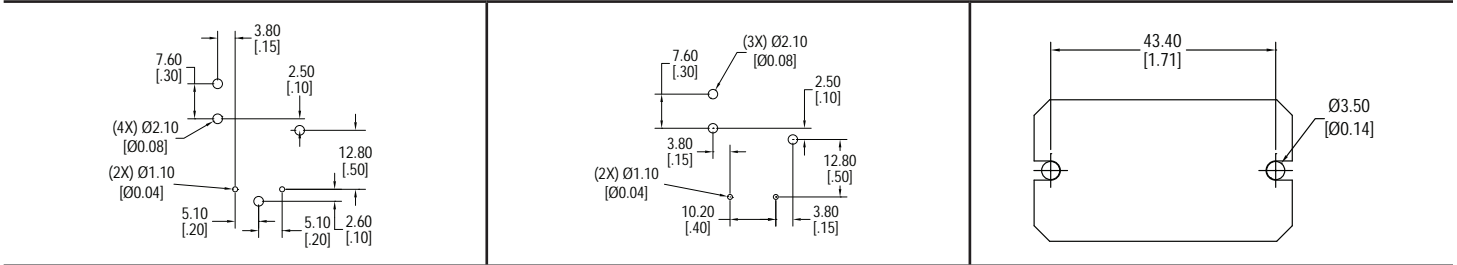 3.80
[.15]
7.60
[.30]
2.50
[.10]
(4X) Ø2.10
[Ø0.08]
12.80
[.50]
(2X) Ø1.10
[Ø0.04]
5.10
[.20]
5.10
[.20]
2.60
[.10]
(3X) Ø2.10
[Ø0.08]
7.60
[.30]
2.50
[.10]
3.80
[.15]
12.80
[.50]
(2X) Ø1.10
[Ø0.04]
10.20
[.40]
3.80
[.15]
43.40
[1.71]
Ø3.50
[Ø0.14]